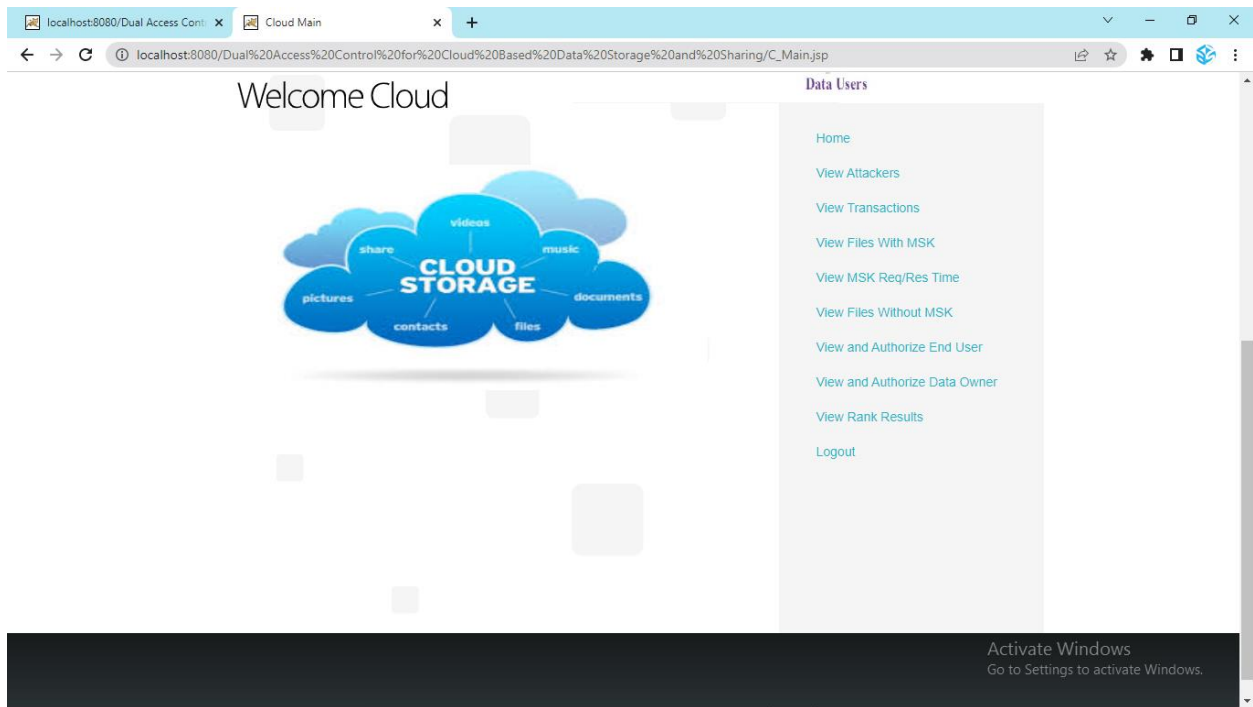 localhost:8080/Dual Access Cont
Cloud Main
localhost:8080/Dual%20Access%20Control%20for%20Cloud%20Based%20Data%20Storage%20and%20Sharing/C_Main.jsp
Welcome Cloud
Data Users
videos
share
music
CLOUD
STORAGE
pictures
documents
contacts
files
Home
View Attackers
View Transactions
View Files With MSK
View MSK Req/Res Time
View Files Without MSK
View and Authorize End User
View and Authorize Data Owner
View Rank Results
Logout
Activate Windows
Go to Settings to activate Windows.